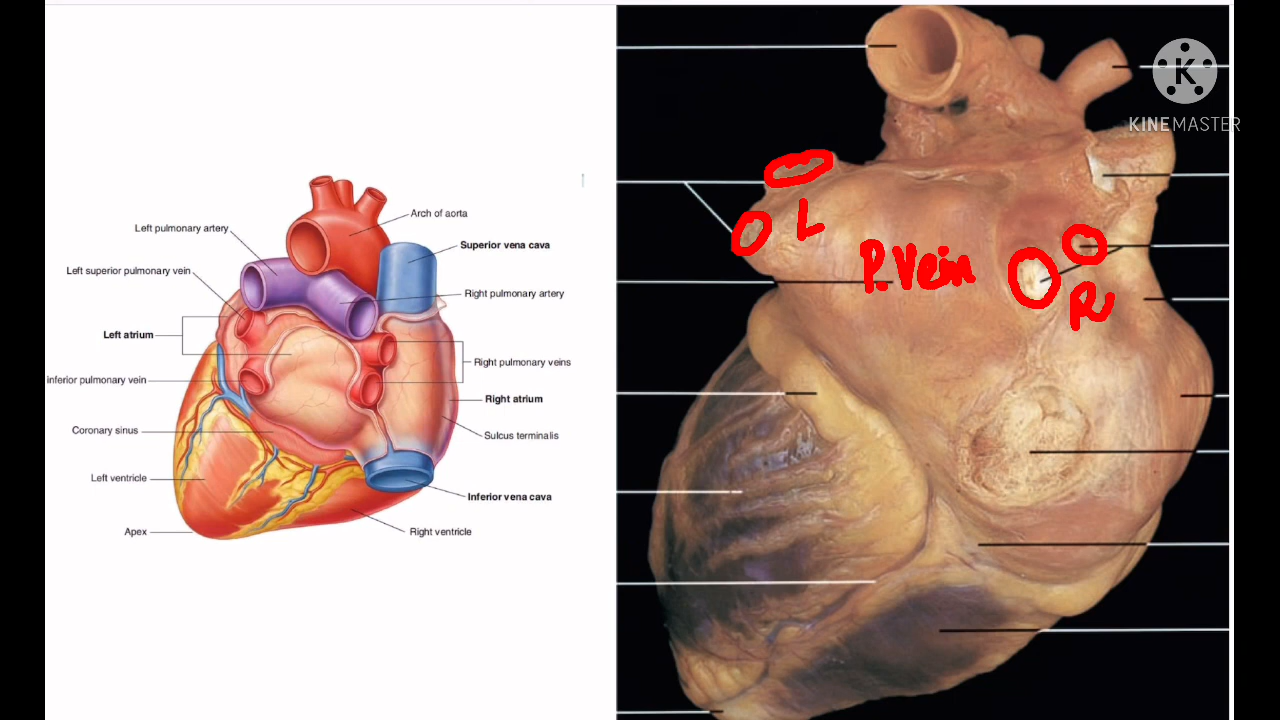 Arch of aorta
Left pulmonary artery
Superior vena cava
Left superior pulmonary vein
Right pulmonary artery
Left atrium
Right pulmonary veins
inferior pulmonary vein
Right atrium
Coronary sinus
Sulcus terminalis
Left ventricle
Inferior vena cava
Apex
Right ventricle
K
KINEMASTER
L
P.Vein
R